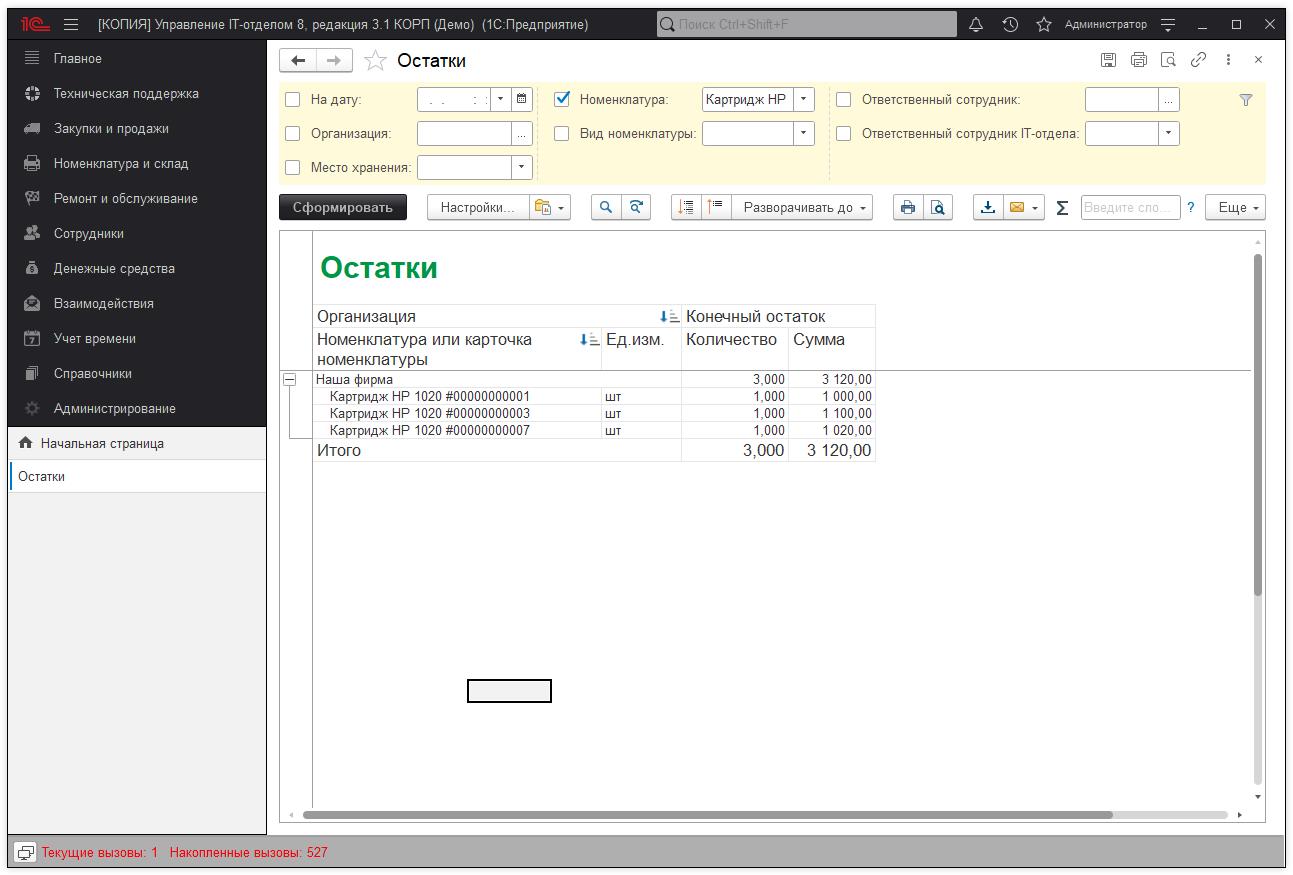 [КОПИЯ] Управление IT-отделом 8, редакция 3.1 КОРП (Демо) (1С:Предприятие)
Поиск Ctrl+Shift+F
Администратор
Главное
Техническая поддержка
Закупки и продажи
Номенклатура и склад
Ремонт и обслуживание
Сотрудники
Денежные средства
Взаимодействия
Учет времени
Справочники
Администрирование
Начальная страница
Остатки
Остатки
На дату: . . : :
Номенклатура: Картридж HP
Ответственный сотрудник:
Организация:
Вид номенклатуры:
Ответственный сотрудник IT-отдела:
Место хранения:
Сформировать Настройки... Разворачивать до Σ Введите сло... ? Еще
Остатки
Организация Конечный остаток
Номенклатура или карточка номенклатуры Ед.изм. Количество Сумма
Наша фирма 3,000 3 120,00
Картридж HP 1020 #00000000001 шт 1,000 1 000,00
Картридж HP 1020 #00000000003 шт 1,000 1 100,00
Картридж HP 1020 #00000000007 шт 1,000 1 020,00
Итого 3,000 3 120,00
Текущие вызовы: 1 Накопленные вызовы: 527